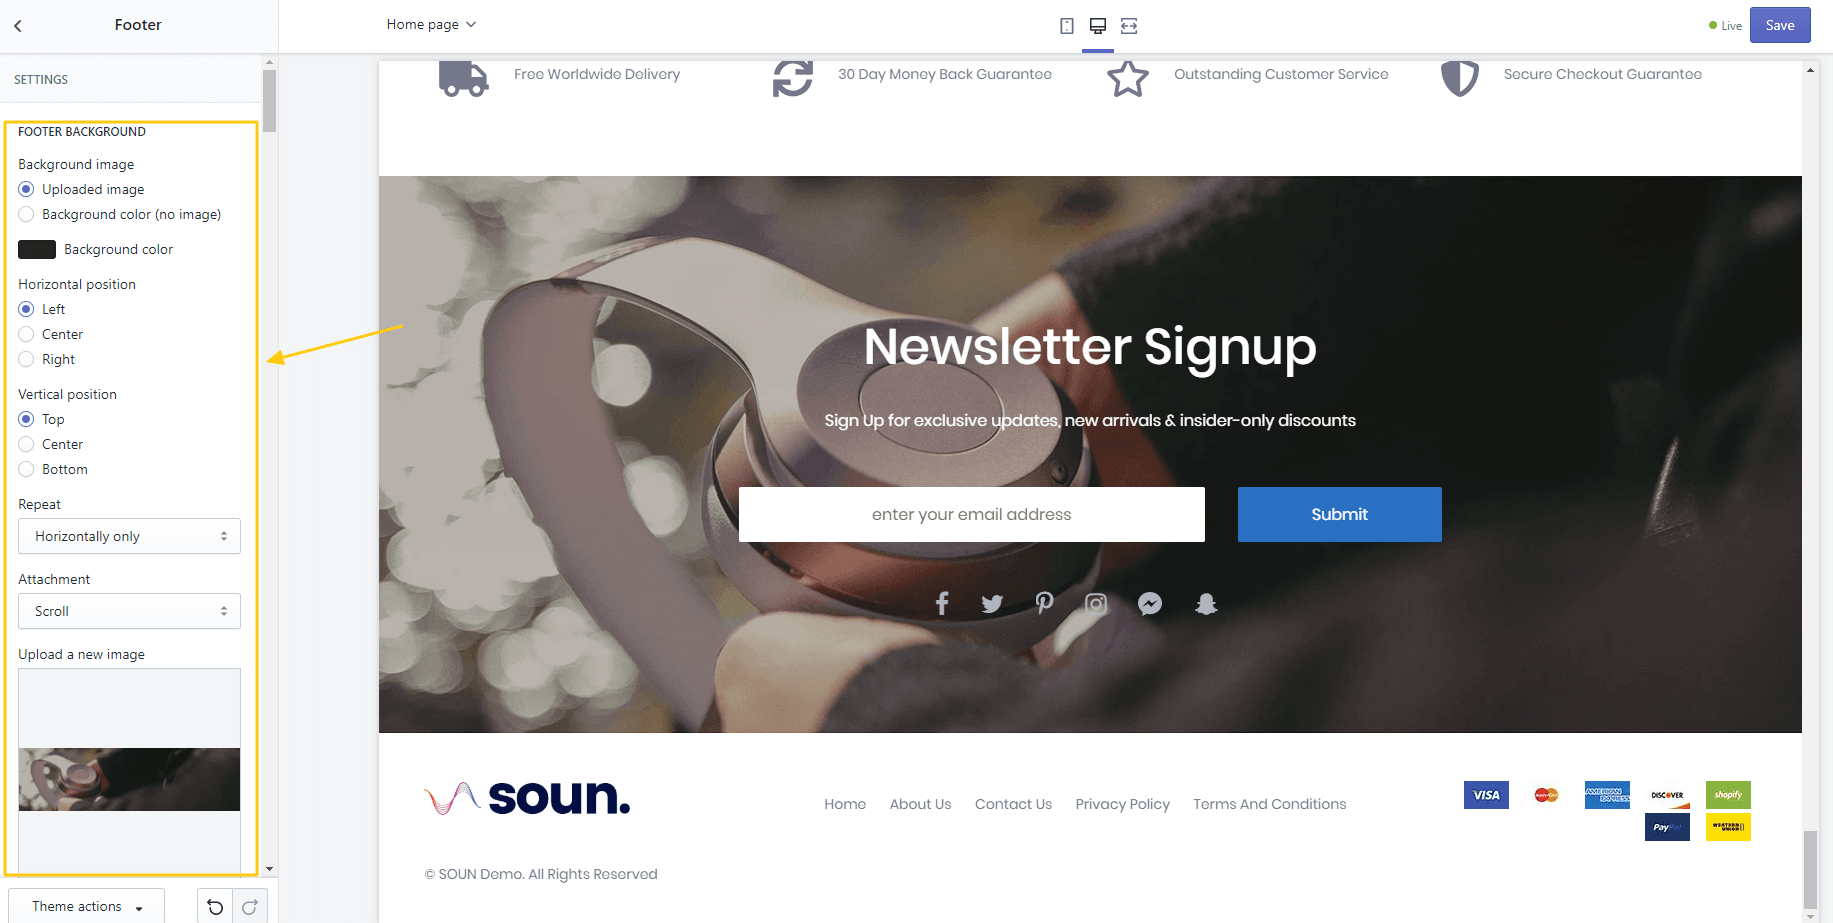 Footer
Home page
Live
Save
SETTINGS
FOOTER BACKGROUND
Background image
Uploaded image
Background color (no image)
Background color
Horizontal position
Left
Center
Right
Vertical position
Top
Center
Bottom
Repeat
Horizontally only
Attachment
Scroll
Upload a new image
Theme actions
Free Worldwide Delivery
30 Day Money Back Guarantee
Outstanding Customer Service
Secure Checkout Guarantee
Newsletter Signup
Sign Up for exclusive updates, new arrivals & insider-only discounts
enter your email address
Submit
soun.
Home
About Us
Contact Us
Privacy Policy
Terms And Conditions
VISA
MasterCard
AMERICAN EXPRESS
DISCOVER
shopify
PayPal
WESTERN UNION
© SOUN Demo. All Rights Reserved